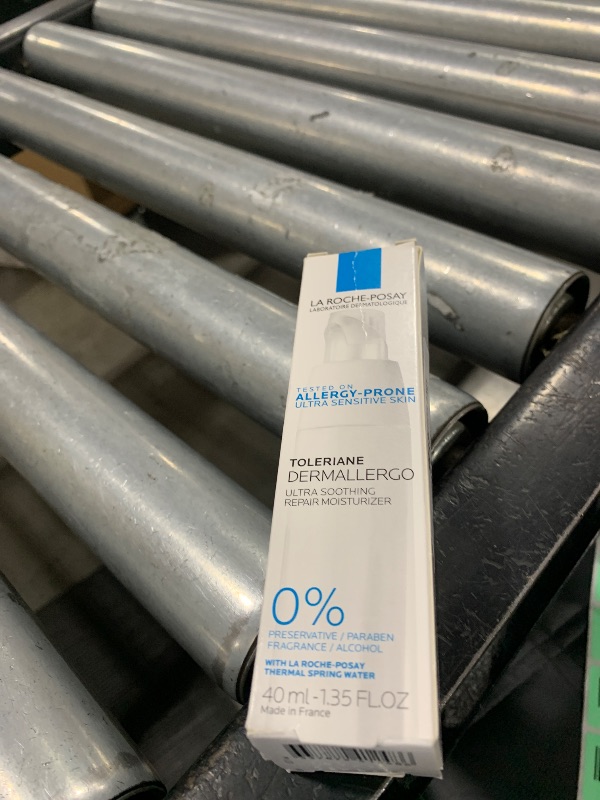 LA ROCHE-POSAY
LABORATOIRE DERMATOLOGIQUE
TESTED ON
ALLERGY-PRONE
ULTRA SENSITIVE SKIN
TOLERIANE
DERMALLERGO
ULTRA SOOTHING
REPAIR MOISTURIZER
0%
PRESERVATIVE / PARABEN
FRAGRANCE / ALCOHOL
WITH LA ROCHE-POSAY
THERMAL SPRING WATER
40 ml - 1.35 FL.OZ
Made in France